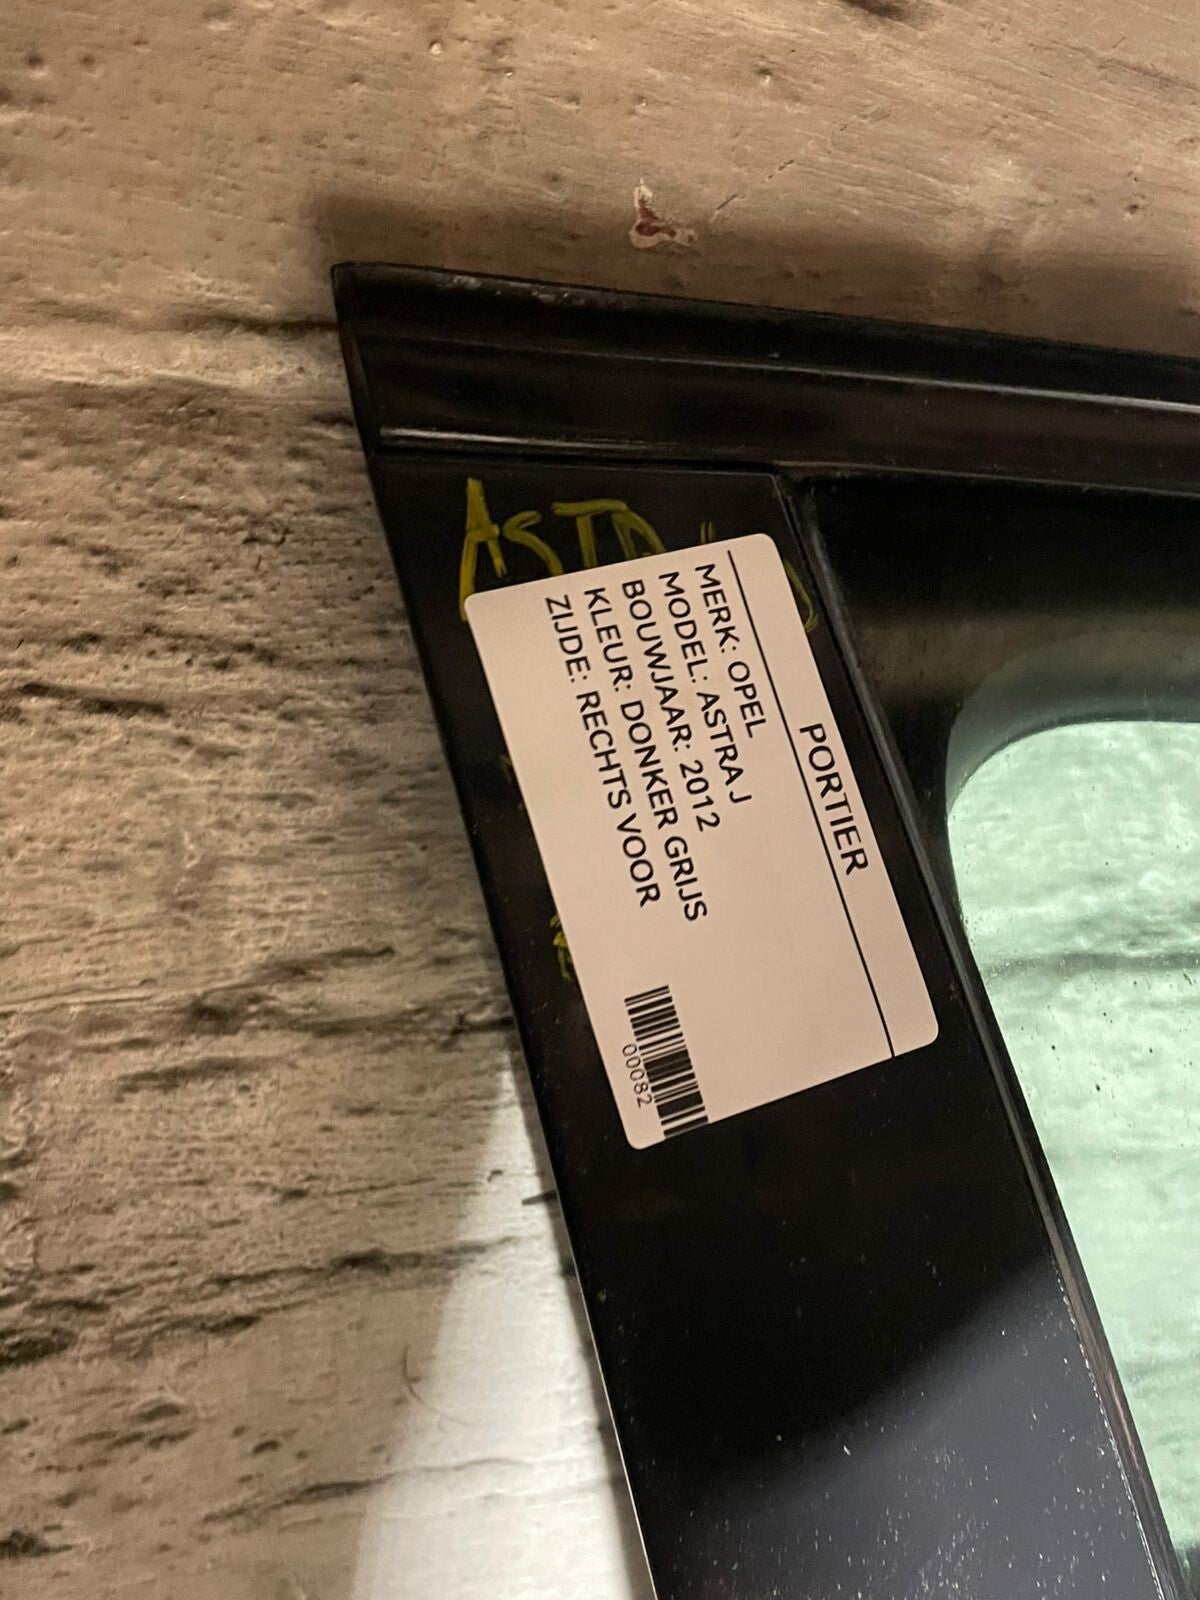 PORTIER
MERK: OPEL
MODEL: ASTRA J
BOUWJAAR: 2012
KLEUR: DONKER GRIJS
ZIJDE: RECHTS VOOR
00082